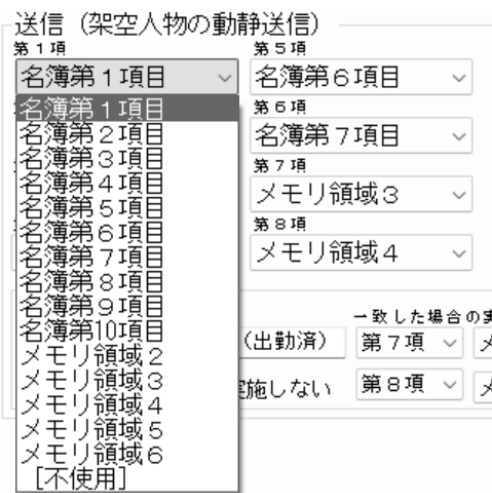 送信（架空人物の動静送信）
第１項
第５項
名簿第１項目
名簿第６項目
名簿第１項目
名簿第２項目
名簿第３項目
名簿第４項目
名簿第５項目
名簿第６項目
名簿第７項目
名簿第８項目
名簿第９項目
名簿第10項目
メモリ領域２
メモリ領域３
メモリ領域４
メモリ領域５
メモリ領域６
[不使用]
第６項
名簿第７項目
第７項
メモリ領域３
第８項
メモリ領域４
一致した場合の
（出勤済）
第７項
施しない
第８項